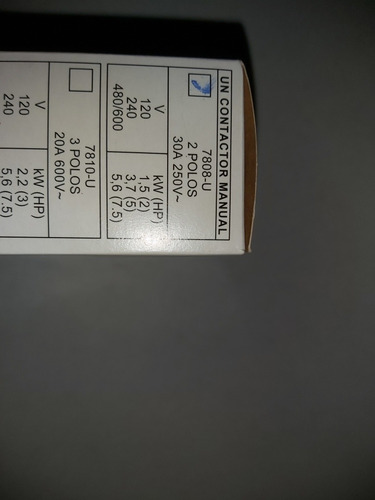 UN CONTACTOR MANUAL
7808-U
2 POLOS
30A 250V~
V kW (HP)
120 1,5 (2)
240 3,7 (5)
480/600 5,6 (7.5)
7810-U
3 POLOS
20A 600V~
V kW (HP)
120 2,2 (3)
240 5,6 (7.5)